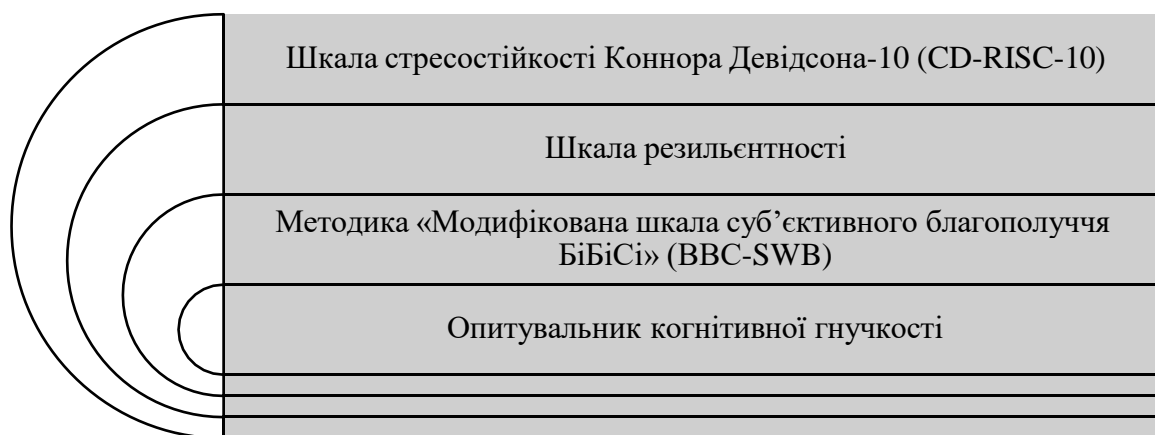 Шкала стресостійкості Коннора Девідсона-10 (CD-RISC-10)
Шкала резильєнтності
Методика «Модифікована шкала суб’єктивного благополуччя
БіБіСі» (BBC-SWB)
Опитувальник когнітивної гнучкості